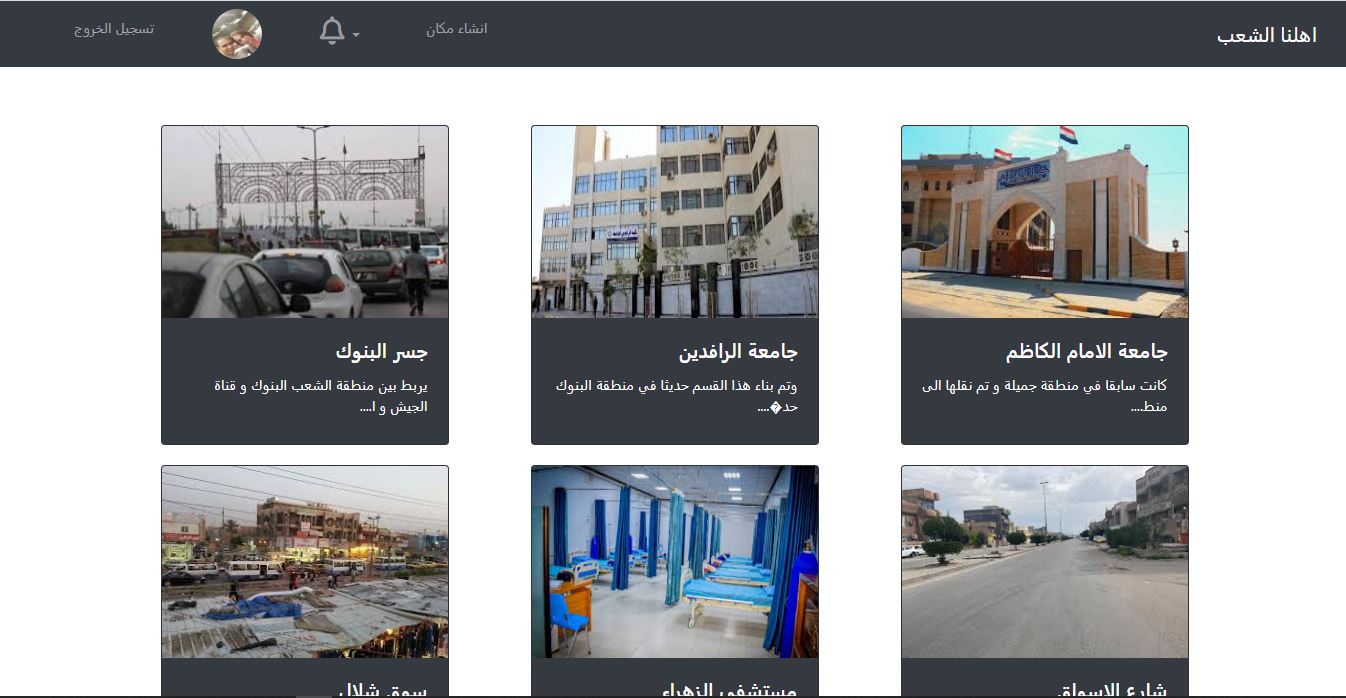 اهلنا الشعب
انشاء مكان
تسجيل الخروج
جامعة الامام الكاظم
كانت سابقا في منطقة جميلة و تم نقلها الى
منط....
جامعة الرافدين
وتم بناء هذا القسم حديثا في منطقة البنوك
حد�....
جسر البنوك
يربط بين منطقة الشعب البنوك و قناة
الجيش و ا....
شارع الاسواق
مستشفى الزهراء
سوق شلال